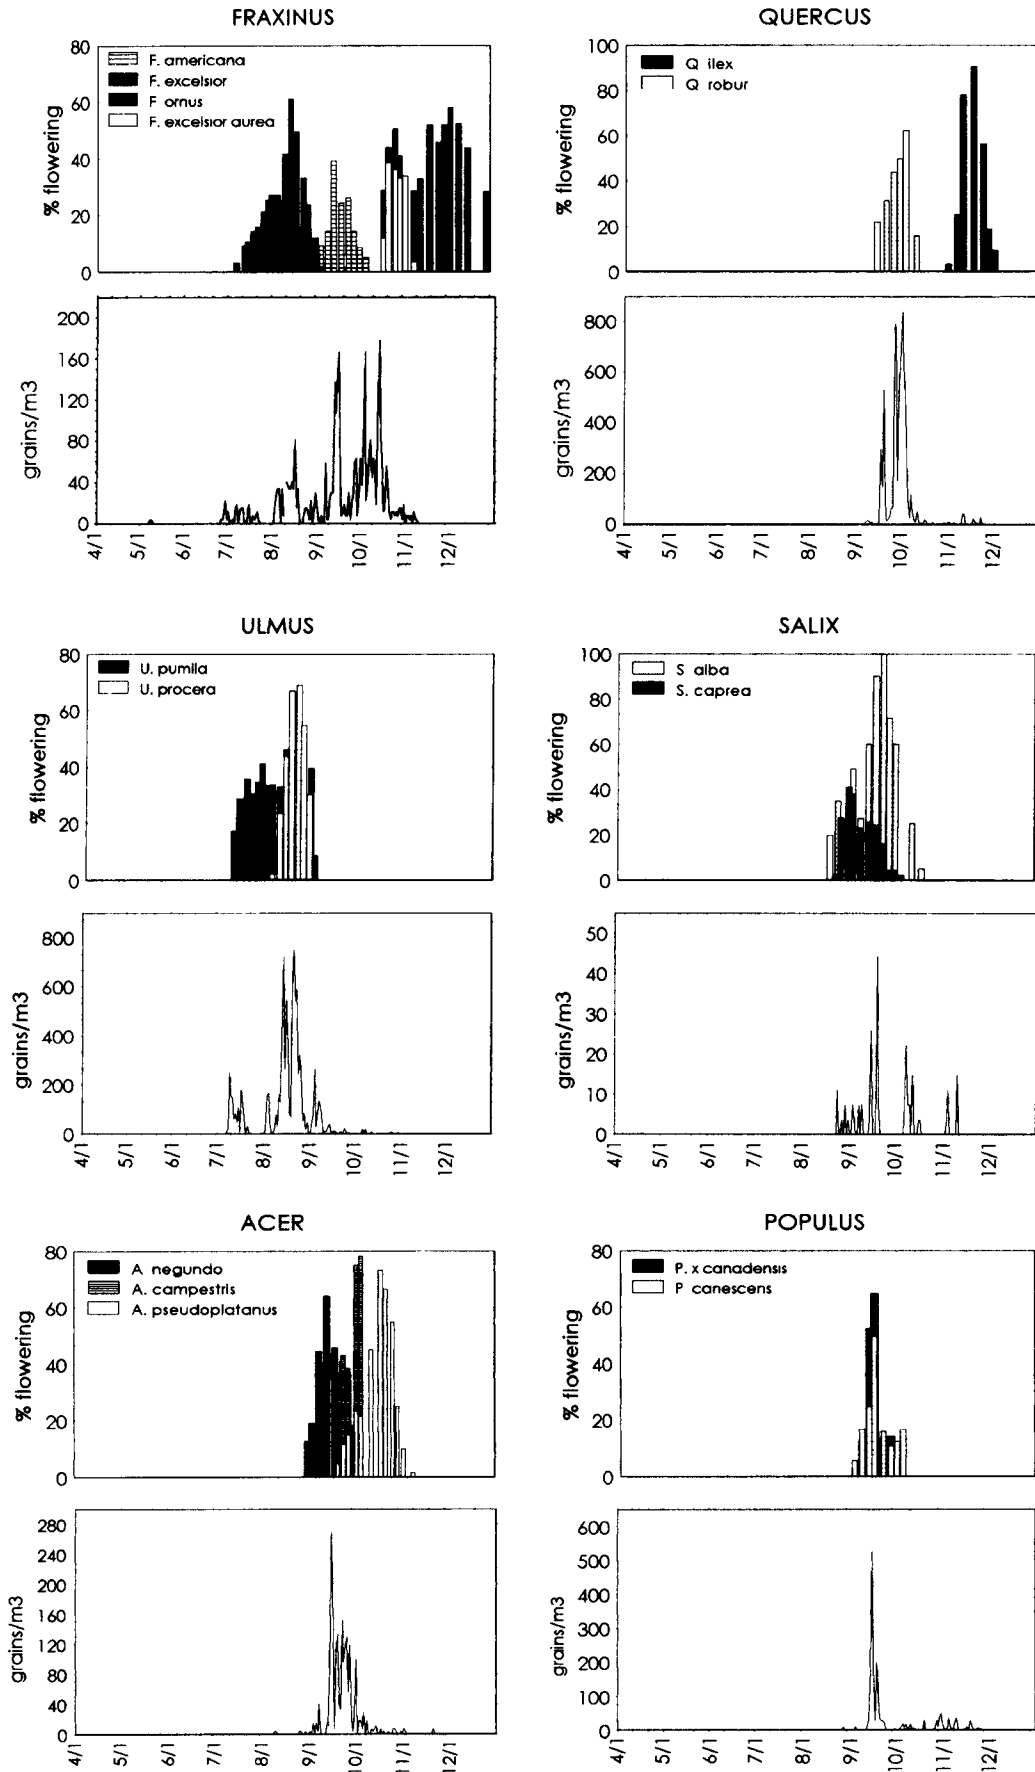 FRAXINUS
80
60
40
20
0
% flowering
F. americana
F. excelsior
F ornus
F. excelsior aurea
200
160
120
80
40
0
grains/m3
4/1 5/1 6/1 7/1 8/1 9/1 10/1 11/1 12/1
QUERCUS
100
80
60
40
20
0
% flowering
Q ilex
Q robur
800
600
400
200
0
grains/m3
4/1 5/1 6/1 7/1 8/1 9/1 10/1 11/1 12/1
ULMUS
80
60
40
20
0
% flowering
U. pumila
U. procera
800
600
400
200
0
grains/m3
4/1 5/1 6/1 7/1 8/1 9/1 10/1 11/1 12/1
SALIX
100
80
60
40
20
0
% flowering
S alba
S. caprea
50
40
30
20
10
0
grains/m3
4/1 5/1 6/1 7/1 8/1 9/1 10/1 11/1 12/1
ACER
80
60
40
20
0
% flowering
A negundo
A. campestris
A. pseudoplatanus
280
240
200
160
120
80
40
0
grains/m3
4/1 5/1 6/1 7/1 8/1 9/1 10/1 11/1 12/1
POPULUS
80
60
40
20
0
% flowering
P. x canadensis
P canescens
600
500
400
300
200
100
0
grains/m3
4/1 5/1 6/1 7/1 8/1 9/1 10/1 11/1 12/1